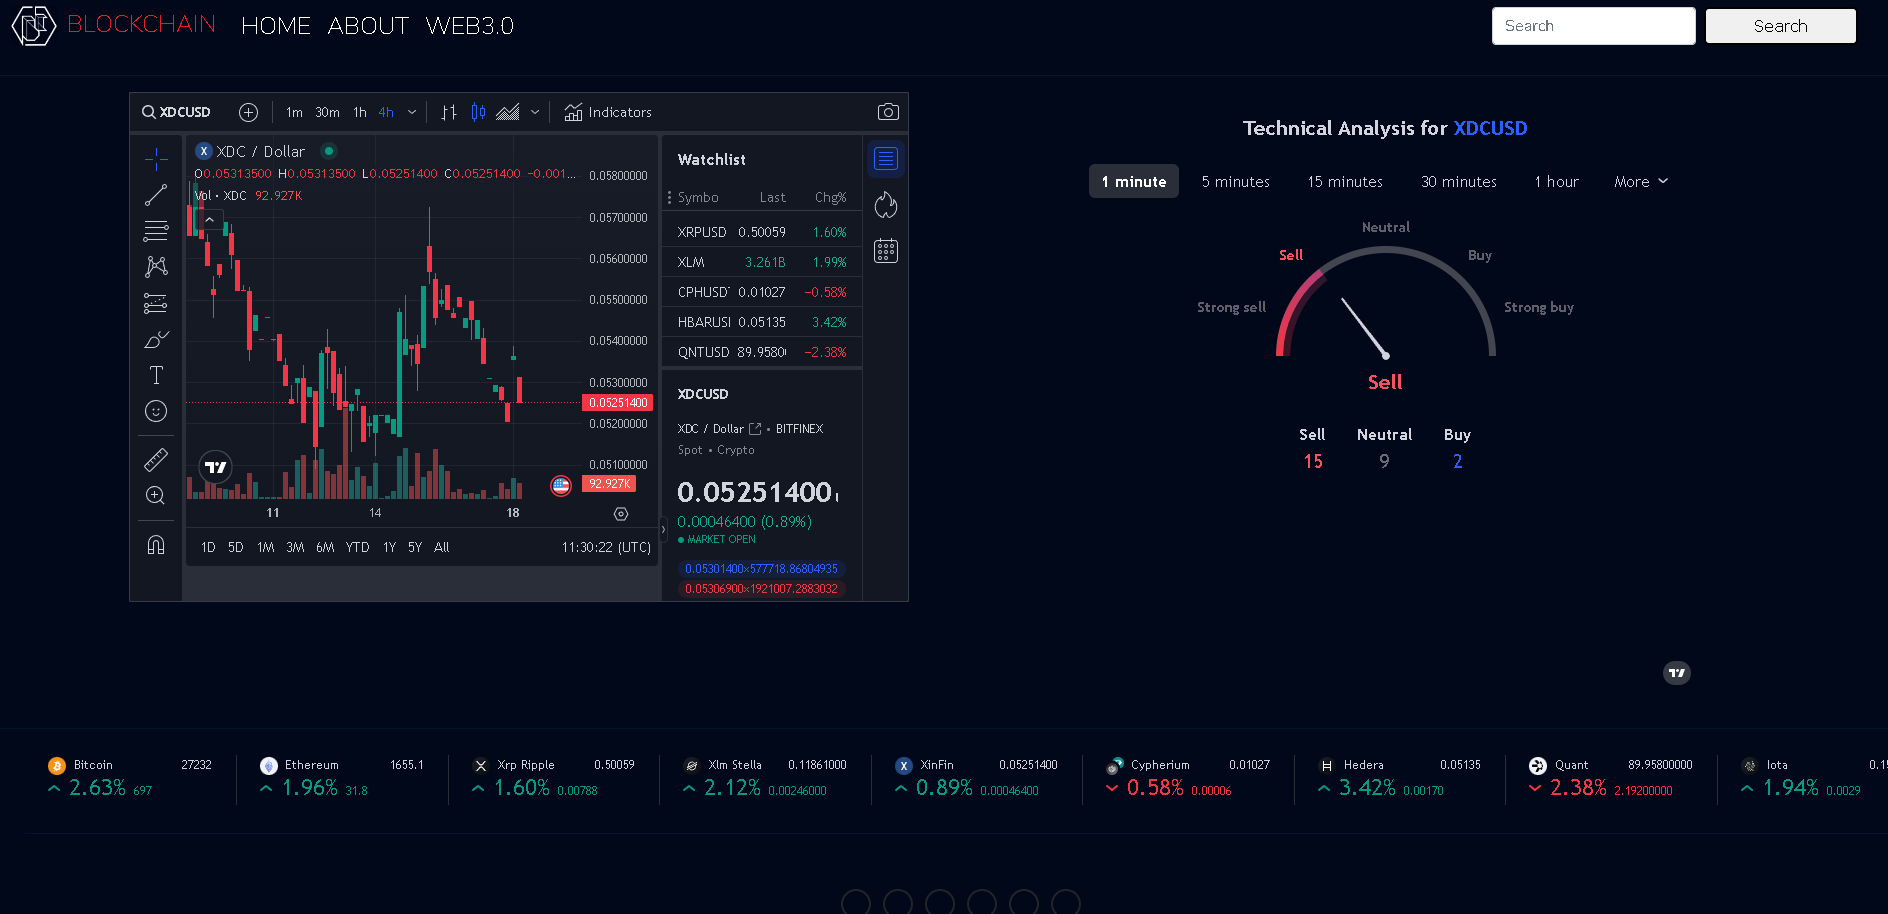 BLOCKCHAIN HOME ABOUT WEB3.0 Search Search
XDCUSD 1m 30m 1h 4h Indicators
XDC / Dollar
O0.05313500 H0.05313500 L0.05251400 C0.05251400 −0.001...
Vol · XDC 92.927K
0.05800000
0.05700000
0.05600000
0.05500000
0.05400000
0.05300000
0.05251400
0.05200000
0.05100000
92.927K
11 14 18
1D 5D 1M 3M 6M YTD 1Y 5Y All 11:30:22 (UTC)
Watchlist
Symbo Last Chg%
XRPUSD 0.50059 1.60%
XLM 3.261B 1.99%
CPHUSD 0.01027 −0.58%
HBARUSI 0.05135 3.42%
QNTUSD 89.9580 −2.38%
XDCUSD
XDC / Dollar • BITFINEX
Spot • Crypto
0.05251400
0.00046400 (0.89%)
MARKET OPEN
0.05301400×577718.86804935
0.05306900×1921007.2883032
Technical Analysis for XDCUSD
1 minute 5 minutes 15 minutes 30 minutes 1 hour More
Neutral
Sell Buy
Strong sell Strong buy
Sell
Sell Neutral Buy
15 9 2
Bitcoin 27232
2.63% 697
Ethereum 1655.1
1.96% 31.8
Xrp Ripple 0.50059
1.60% 0.00788
Xlm Stella 0.11861000
2.12% 0.00246000
XinFin 0.05251400
0.89% 0.00046400
Cypherium 0.01027
0.58% 0.00006
Hedera 0.05135
3.42% 0.00170
Quant 89.95800000
2.38% 2.19200000
Iota 0.15
1.94% 0.0029